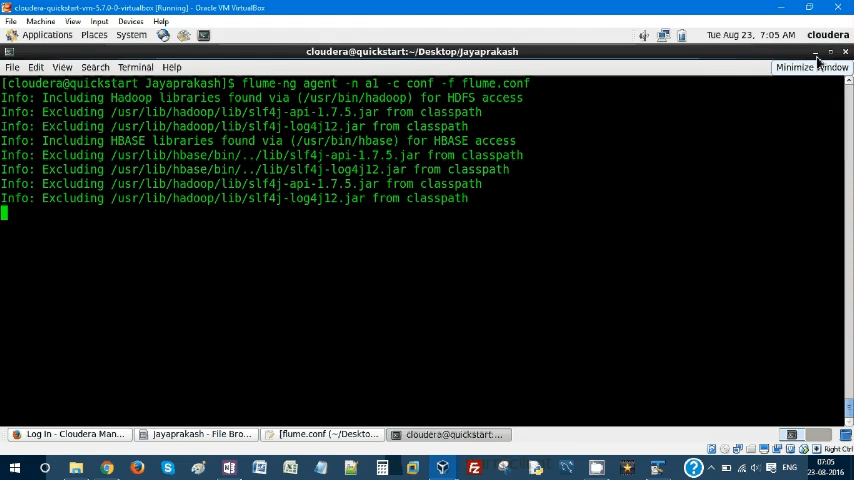 cloudera-quickstart-vm-5.7.0-0-virtualbox [Running] - Oracle VM VirtualBox
File Machine View Input Devices Help
Applications Places System Tue Aug 23, 7:05 AM cloudera
cloudera@quickstart:~/Desktop/Jayaprakash
File Edit View Search Terminal Help Minimize Window
[cloudera@quickstart Jayaprakash]$ flume-ng agent -n a1 -c conf -f flume.conf
Info: Including Hadoop libraries found via (/usr/bin/hadoop) for HDFS access
Info: Excluding /usr/lib/hadoop/lib/slf4j-api-1.7.5.jar from classpath
Info: Excluding /usr/lib/hadoop/lib/slf4j-log4j12.jar from classpath
Info: Including HBASE libraries found via (/usr/bin/hbase) for HBASE access
Info: Excluding /usr/lib/hbase/bin/../lib/slf4j-api-1.7.5.jar from classpath
Info: Excluding /usr/lib/hbase/bin/../lib/slf4j-log4j12.jar from classpath
Info: Excluding /usr/lib/hadoop/lib/slf4j-api-1.7.5.jar from classpath
Info: Excluding /usr/lib/hadoop/lib/slf4j-log4j12.jar from classpath
Log In - Cloudera Man... Jayaprakash - File Bro... [flume.conf (~/Deskto... cloudera@quickstart:...
Right Ctrl
ENG 07:05
23-08-2016